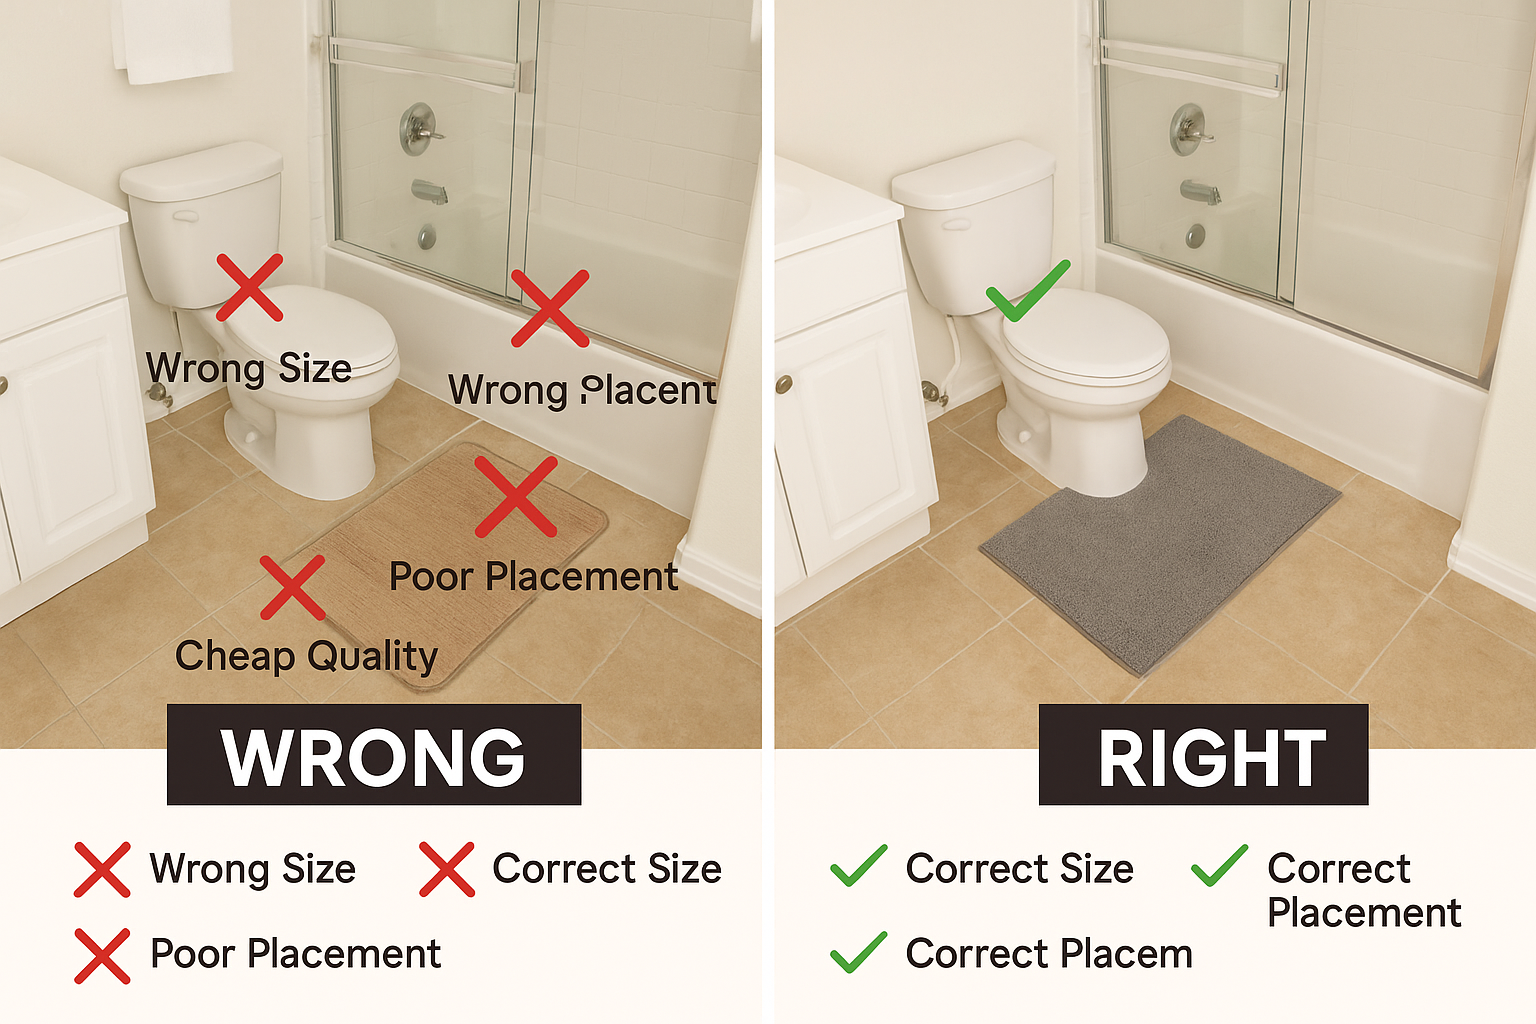 Wrong Size
Wrong Placent
Poor Placement
Cheap Quality
WRONG
Wrong Size
Correct Size
Poor Placement
RIGHT
Correct Size
Correct
Placement
Correct Placem